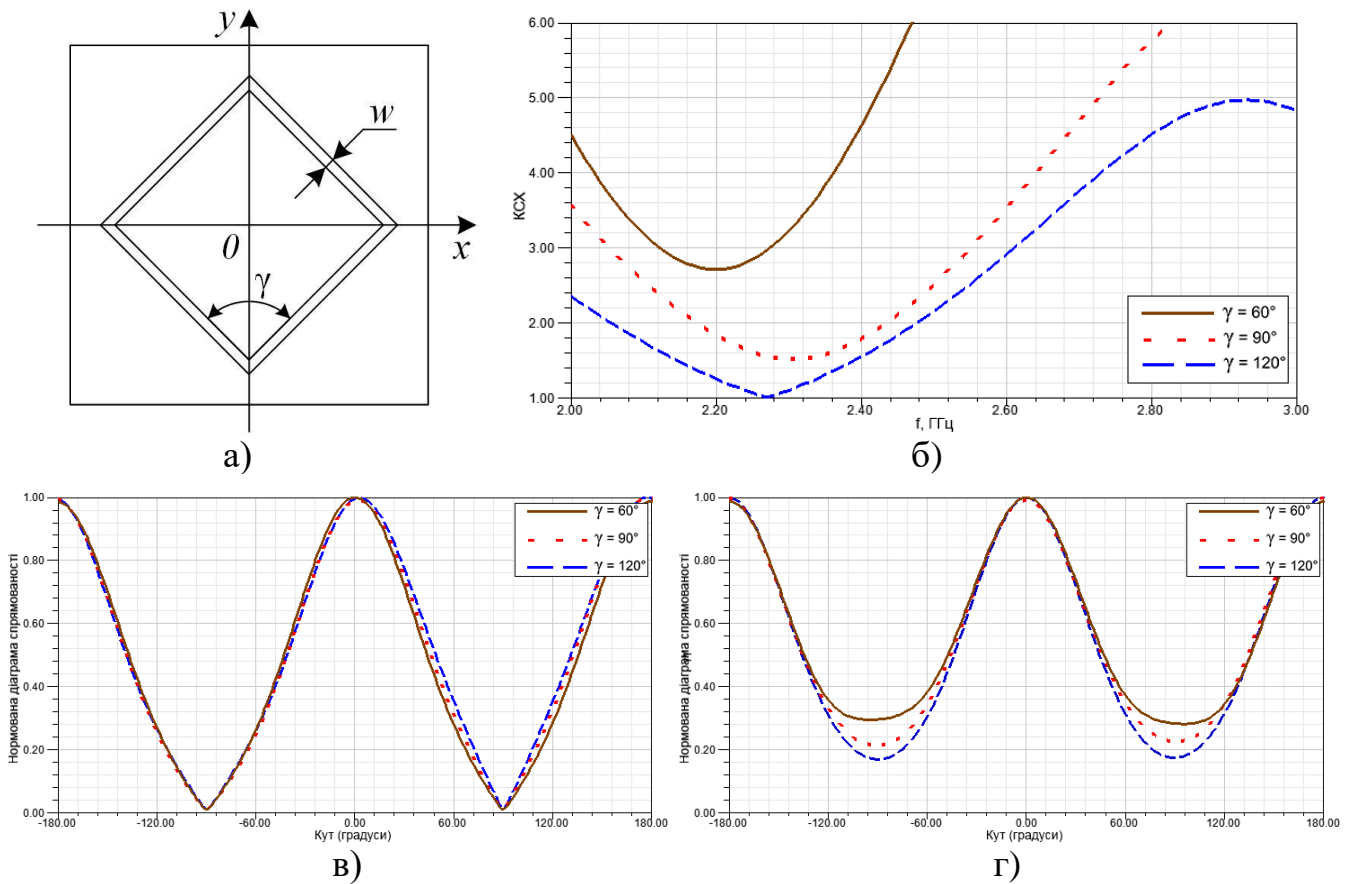 y
w
0
x
γ
а)
6.00
5.00
4.00
3.00
2.00
1.00
КСХ
2.00 2.20 2.40 2.60 2.80 3.00
f, ГГц
γ = 60°
γ = 90°
γ = 120°
б)
1.00
0.80
0.60
0.40
0.20
0.00
Нормована діаграма спрямованості
-180.00 -120.00 -60.00 0.00 60.00 120.00 180.00
Кут (градуси)
γ = 60°
γ = 90°
γ = 120°
в)
1.00
0.80
0.60
0.40
0.20
0.00
Нормована діаграма спрямованості
-180.00 -120.00 -60.00 0.00 60.00 120.00 180.00
Кут (градуси)
γ = 60°
γ = 90°
γ = 120°
г)